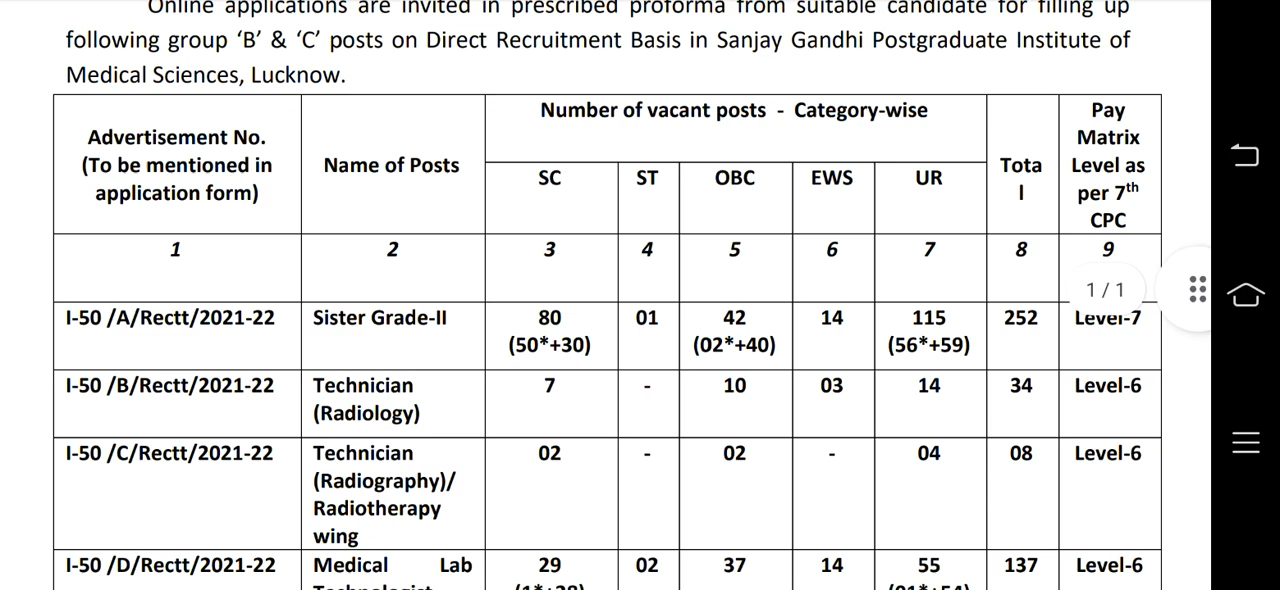 Online applications are invited in prescribed proforma from suitable candidate for filling up
following group ‘B’ & ‘C’ posts on Direct Recruitment Basis in Sanjay Gandhi Postgraduate Institute of
Medical Sciences, Lucknow.
Advertisement No.
(To be mentioned in
application form)
Name of Posts
Number of vacant posts - Category-wise
SC ST OBC EWS UR
Tota
l
Pay
Matrix
Level as
per 7th
CPC
1 2 3 4 5 6 7 8 9
1 / 1
I-50 /A/Rectt/2021-22 Sister Grade-II 80 01 42 14 115 252 Level-7
(50*+30) (02*+40) (56*+59)
I-50 /B/Rectt/2021-22 Technician 7 - 10 03 14 34 Level-6
(Radiology)
I-50 /C/Rectt/2021-22 Technician 02 - 02 - 04 08 Level-6
(Radiography)/
Radiotherapy
wing
I-50 /D/Rectt/2021-22 Medical Lab 29 02 37 14 55 137 Level-6